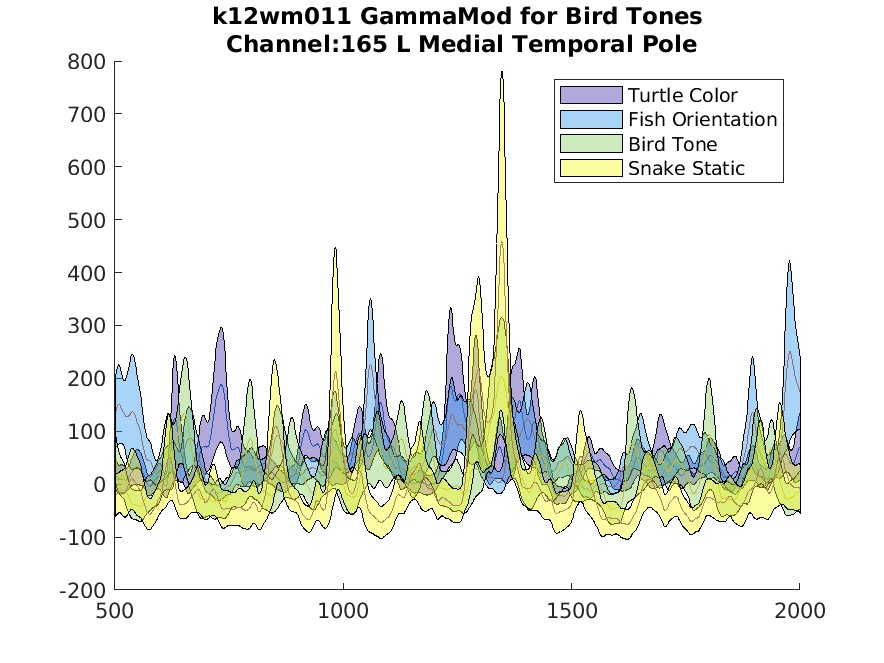 k12wm011 GammaMod for Bird Tones
Channel:165 L Medial Temporal Pole
800
700
600
500
400
300
200
100
0
-100
-200
500
1000
1500
2000
Turtle Color
Fish Orientation
Bird Tone
Snake Static